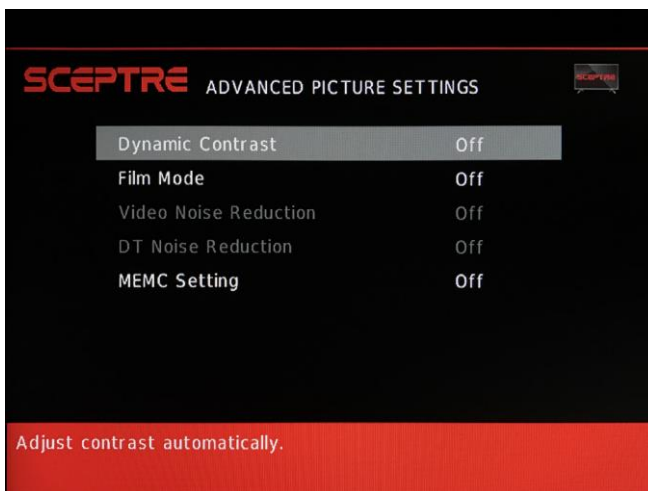 SCEPTRE ADVANCED PICTURE SETTINGS SCEPTRE
Dynamic Contrast Off
Film Mode Off
Video Noise Reduction Off
DT Noise Reduction Off
MEMC Setting Off
Adjust contrast automatically.